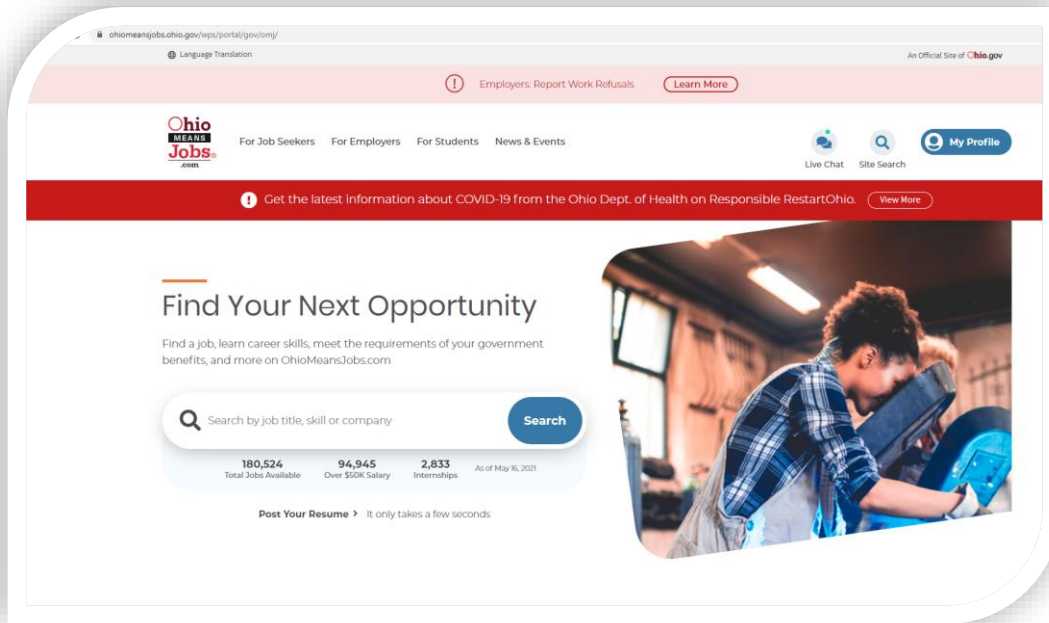 ohiomeansjobs.ohio.gov/wps/portal/gov/omj/
Language Translation
An Official Site of Ohio.gov
Employers: Report Work Refusals
Learn More
Ohio
MEANS
Jobs
.com
For Job Seekers For Employers For Students News & Events
Live Chat
Site Search
My Profile
Get the latest information about COVID-19 from the Ohio Dept. of Health on Responsible RestartOhio.
View More
Find Your Next Opportunity
Find a job, learn career skills, meet the requirements of your government
benefits, and more on OhioMeansJobs.com
Search by job title, skill or company
Search
180,524
Total Jobs Available
94,945
Over $50K Salary
2,833
Internships
As of May 16, 2021
Post Your Resume > It only takes a few seconds